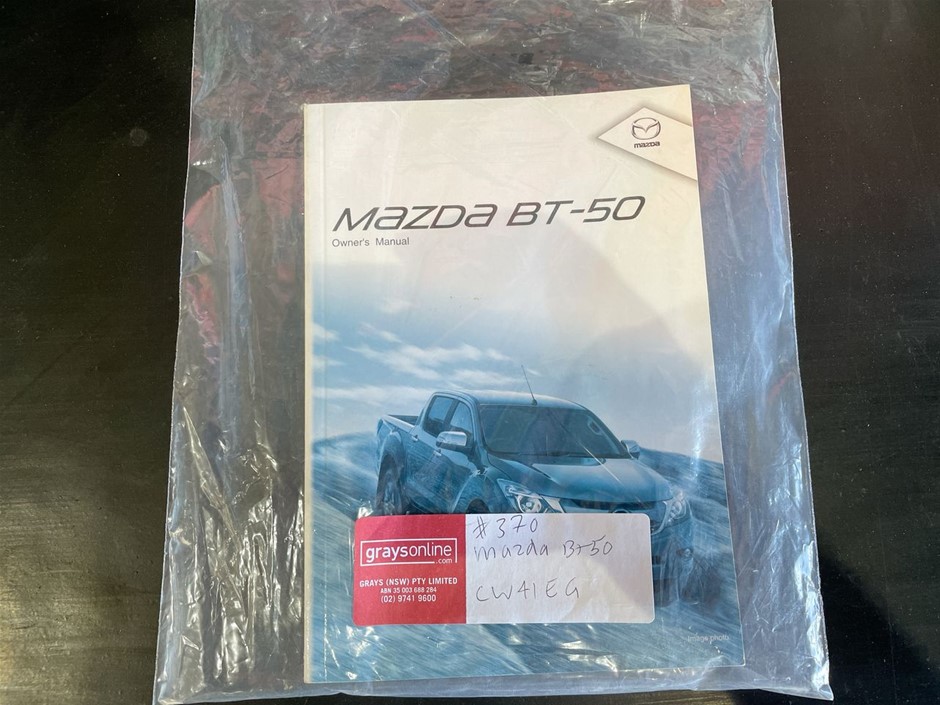 mazda
mazda BT-50
Owner's Manual
#370
mazda BT50
CW41EG
graysonline
.com
GRAYS (NSW) PTY LIMITED
ABN 35 003 688 284
(02) 9741 9600
Image photo